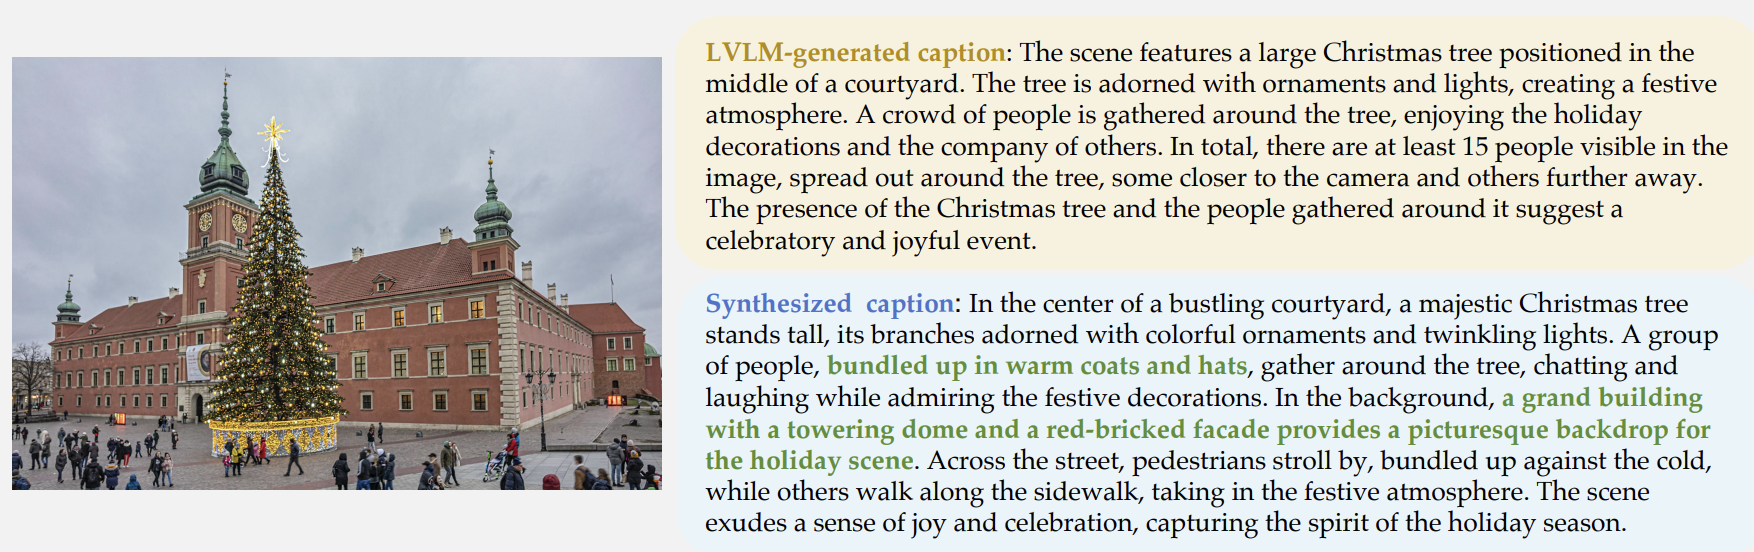 LVLM-generated caption: The scene features a large Christmas tree positioned in the
middle of a courtyard. The tree is adorned with ornaments and lights, creating a festive
atmosphere. A crowd of people is gathered around the tree, enjoying the holiday
decorations and the company of others. In total, there are at least 15 people visible in the
image, spread out around the tree, some closer to the camera and others further away.
The presence of the Christmas tree and the people gathered around it suggest a
celebratory and joyful event.
Synthesized caption: In the center of a bustling courtyard, a majestic Christmas tree
stands tall, its branches adorned with colorful ornaments and twinkling lights. A group
of people, bundled up in warm coats and hats, gather around the tree, chatting and
laughing while admiring the festive decorations. In the background, a grand building
with a towering dome and a red-bricked facade provides a picturesque backdrop for
the holiday scene. Across the street, pedestrians stroll by, bundled up against the cold,
while others walk along the sidewalk, taking in the festive atmosphere. The scene
exudes a sense of joy and celebration, capturing the spirit of the holiday season.